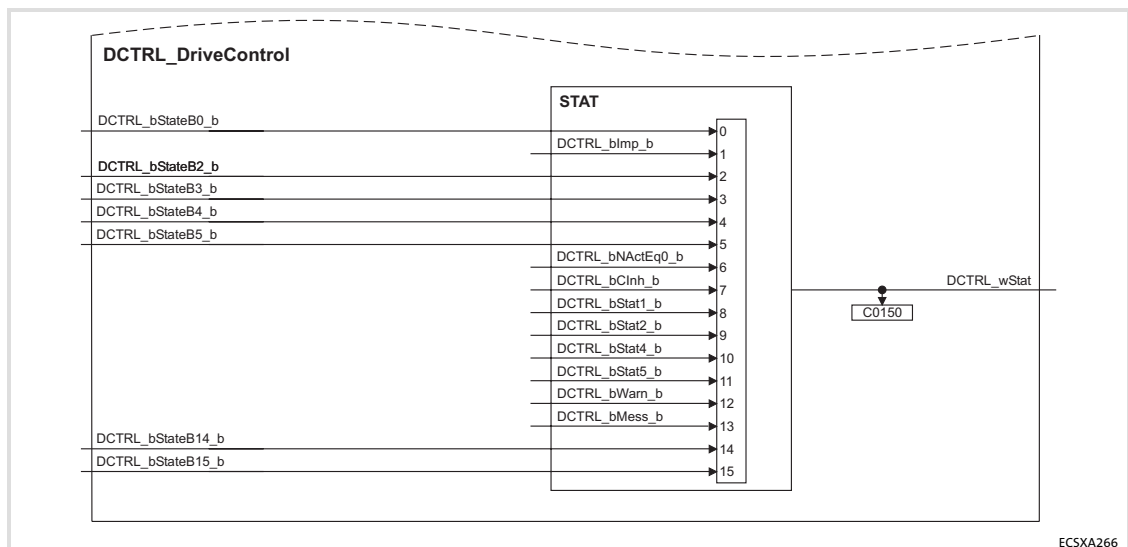 DCTRL_DriveControl
STAT
DCTRL_bStateB0_b
0
DCTRL_bImp_b
1
DCTRL_bStateB2_b
2
DCTRL_bStateB3_b
3
DCTRL_bStateB4_b
4
DCTRL_bStateB5_b
5
DCTRL_bNActEq0_b
6
DCTRL_bCInh_b
7
DCTRL_wStat
DCTRL_bStat1_b
8
C0150
DCTRL_bStat2_b
9
DCTRL_bStat4_b
10
DCTRL_bStat5_b
11
DCTRL_bWarn_b
12
DCTRL_bMess_b
13
DCTRL_bStateB14_b
14
DCTRL_bStateB15_b
15
ECSXA266